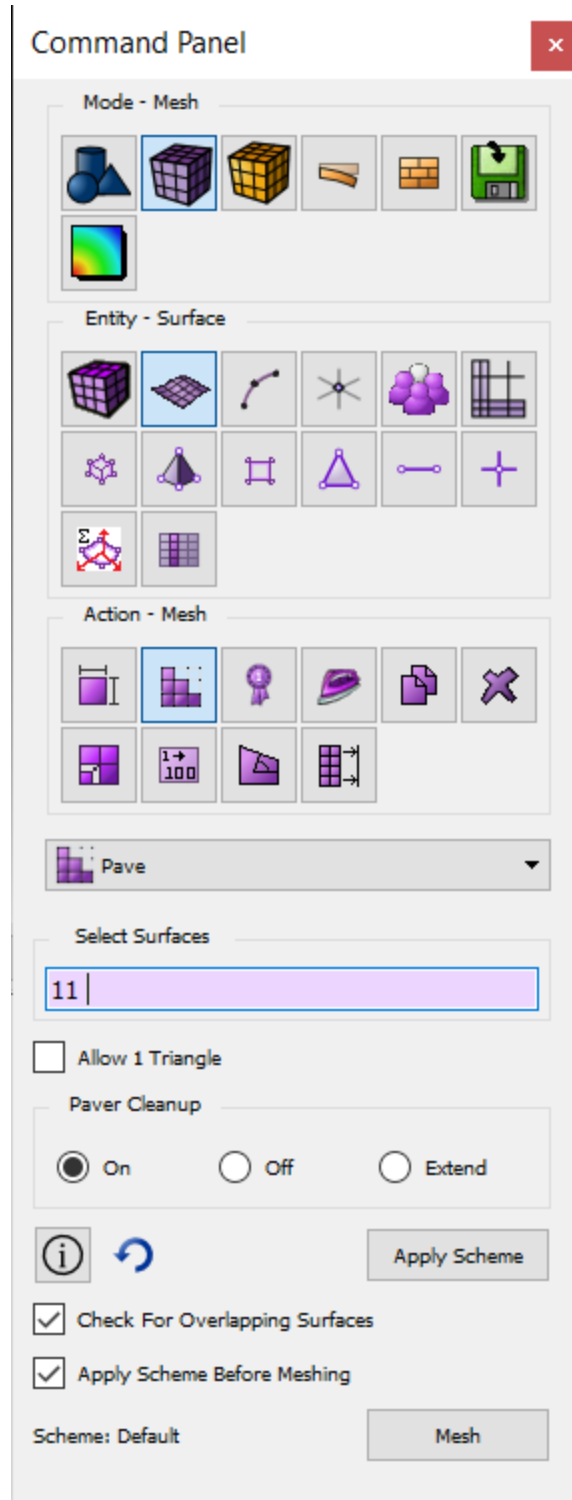 Command Panel
Mode - Mesh
Entity - Surface
Σ
Action - Mesh
1
1→
100
Pave
Select Surfaces
11
Allow 1 Triangle
Paver Cleanup
On Off Extend
i
Apply Scheme
Check For Overlapping Surfaces
Apply Scheme Before Meshing
Scheme: Default
Mesh